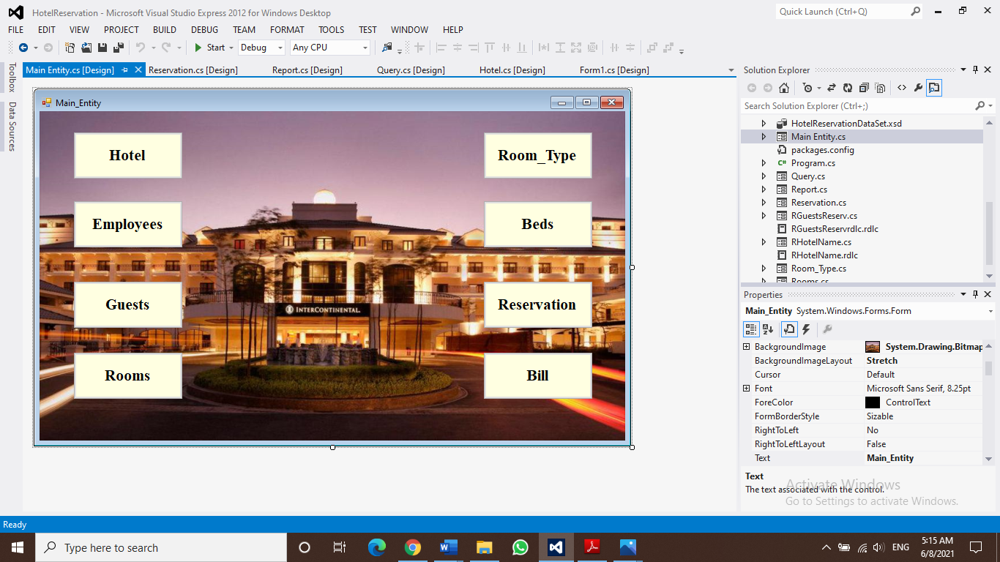 HotelReservation - Microsoft Visual Studio Express 2012 for Windows Desktop
Quick Launch (Ctrl+Q)
FILE EDIT VIEW PROJECT BUILD DEBUG TEAM FORMAT TOOLS TEST WINDOW HELP
Start Debug Any CPU
Toolbox
Data Sources
Main Entity.cs [Design] Reservation.cs [Design] Report.cs [Design] Query.cs [Design] Hotel.cs [Design] Form1.cs [Design]
Main_Entity
Hotel
Room_Type
Employees
Beds
Guests
Reservation
INTERCONTINENTAL.
Rooms
Bill
Solution Explorer
Search Solution Explorer (Ctrl+;)
HotelReservationDataSet.xsd
Main Entity.cs
packages.config
C# Program.cs
Query.cs
Report.cs
Reservation.cs
RGuestsReserv.cs
RGuestsReservrdlc.rdlc
RHotelName.cs
RHotelName.rdlc
Room_Type.cs
Rooms.cs
Properties
Main_Entity System.Windows.Forms.Form
BackgroundImage System.Drawing.Bitmap
BackgroundImageLayout Stretch
Cursor Default
Font Microsoft Sans Serif, 8.25pt
ForeColor ControlText
FormBorderStyle Sizable
RightToLeft No
RightToLeftLayout False
Text Main_Entity
Text
The text associated with the control.
Activate Windows
Go to Settings to activate Windows.
Ready
Type here to search
ENG
5:15 AM
6/8/2021